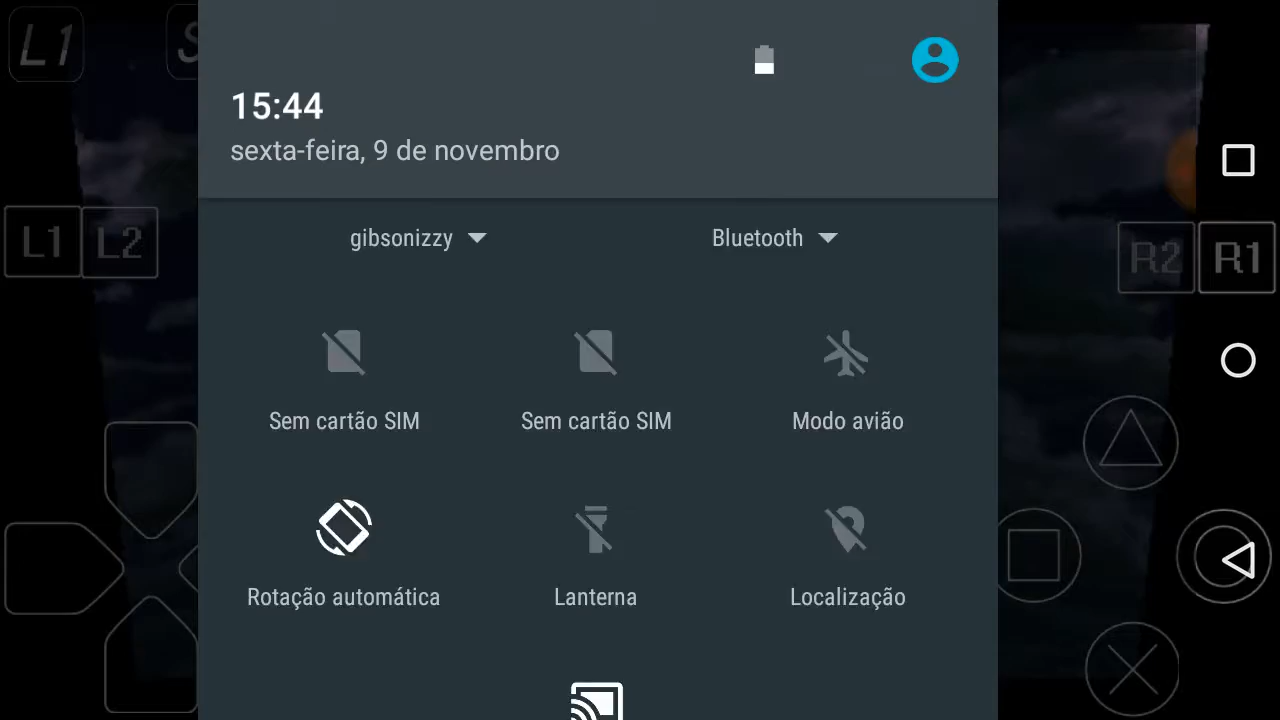 L1
S
15:44
sexta-feira, 9 de novembro
L1 L2
gibsonizzy
Bluetooth
R2 R1
Sem cartão SIM
Sem cartão SIM
Modo avião
Rotação automática
Lanterna
Localização